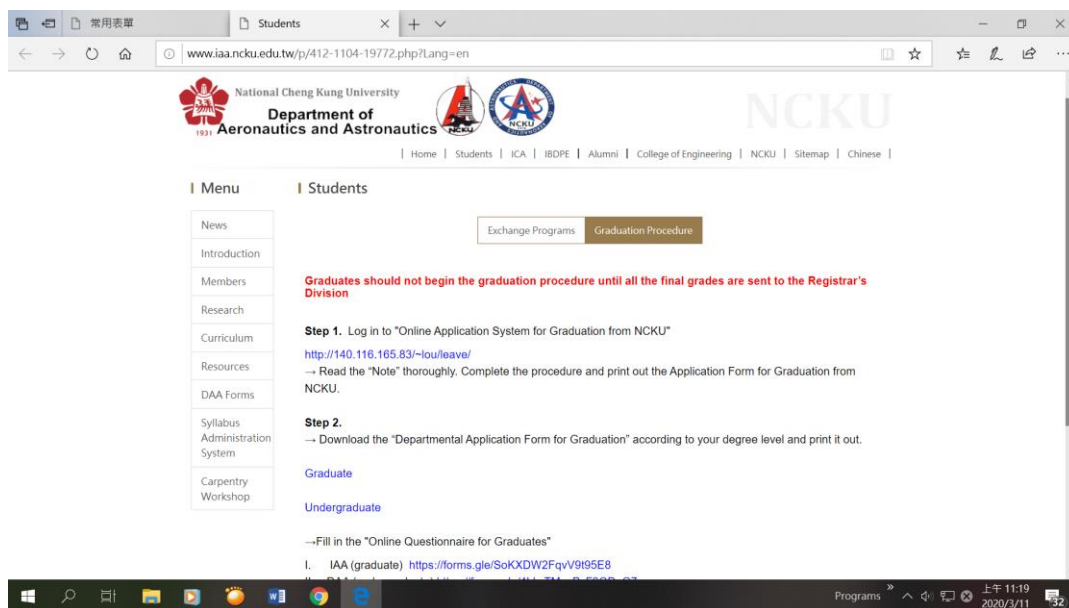 常用表單
Students
www.iaa.ncku.edu.tw/p/412-1104-19772.php?Lang=en
National Cheng Kung University
Department of
Aeronautics and Astronautics
1931
NCKU
NCKU
NCKU
| Home | Students | ICA | IBDPE | Alumni | College of Engineering | NCKU | Sitemap | Chinese |
Menu
Students
News
Introduction
Members
Research
Curriculum
Resources
DAA Forms
Syllabus
Administration
System
Carpentry
Workshop
Exchange Programs
Graduation Procedure
Graduates should not begin the graduation procedure until all the final grades are sent to the Registrar's
Division
Step 1. Log in to "Online Application System for Graduation from NCKU"
http://140.116.165.83/~lou/leave/
→ Read the “Note” thoroughly. Complete the procedure and print out the Application Form for Graduation from
NCKU.
Step 2.
→ Download the “Departmental Application Form for Graduation” according to your degree level and print it out.
Graduate
Undergraduate
→Fill in the "Online Questionnaire for Graduates"
I. IAA (graduate) https://forms.gle/SoKXDW2FqvV9t95E8
Programs
上午 11:19
2020/3/11
32